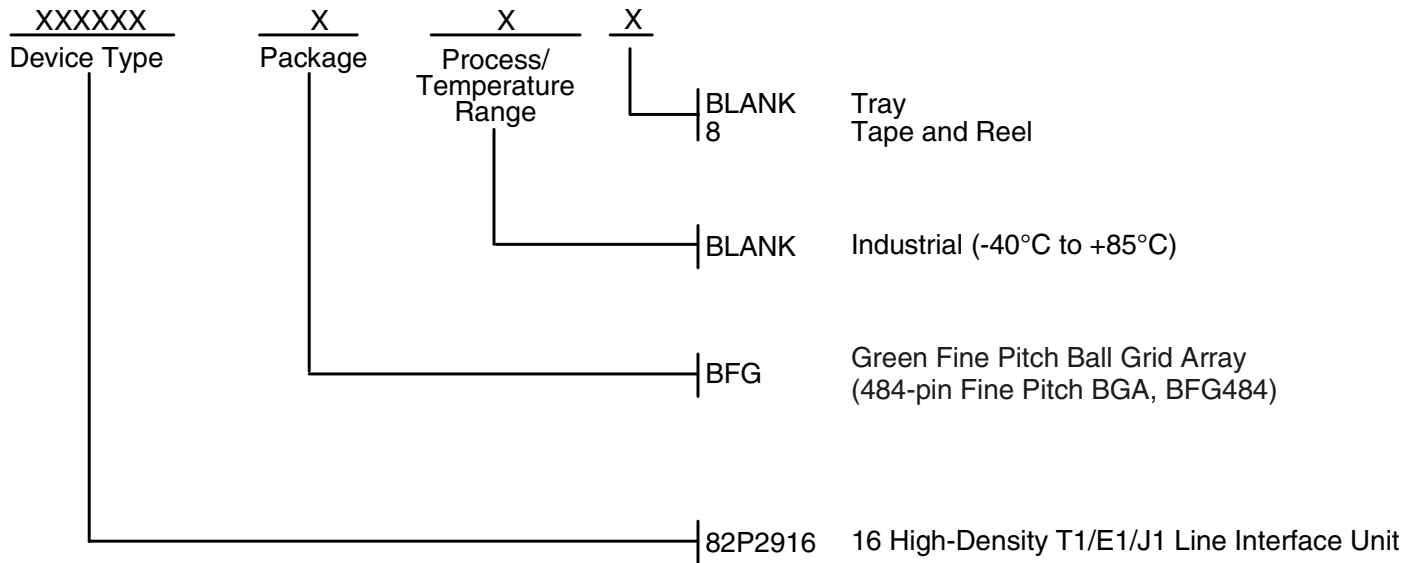 XXXXXX X X X
Device Type Package Process/
Temperature
Range
BLANK Tray
8 Tape and Reel
BLANK Industrial (-40°C to +85°C)
BFG Green Fine Pitch Ball Grid Array
(484-pin Fine Pitch BGA, BFG484)
82P2916 16 High-Density T1/E1/J1 Line Interface Unit